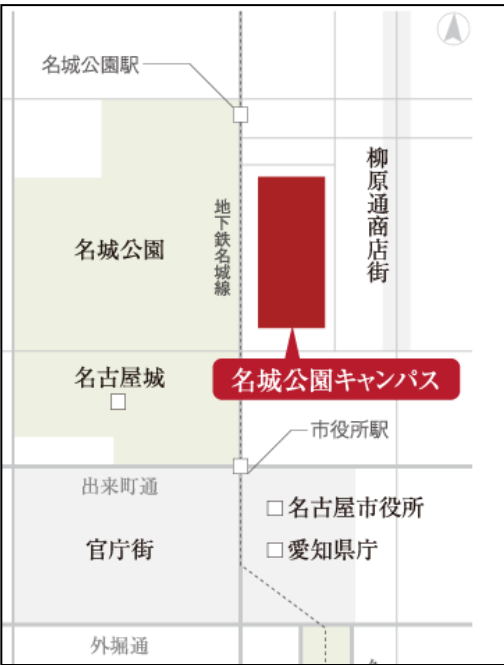 名城公園駅
柳原通商店街
地下鉄名城線
名城公園
名古屋城
名城公園キャンパス
市役所駅
出来町通
名古屋市役所
官庁街
愛知県庁
外堀通